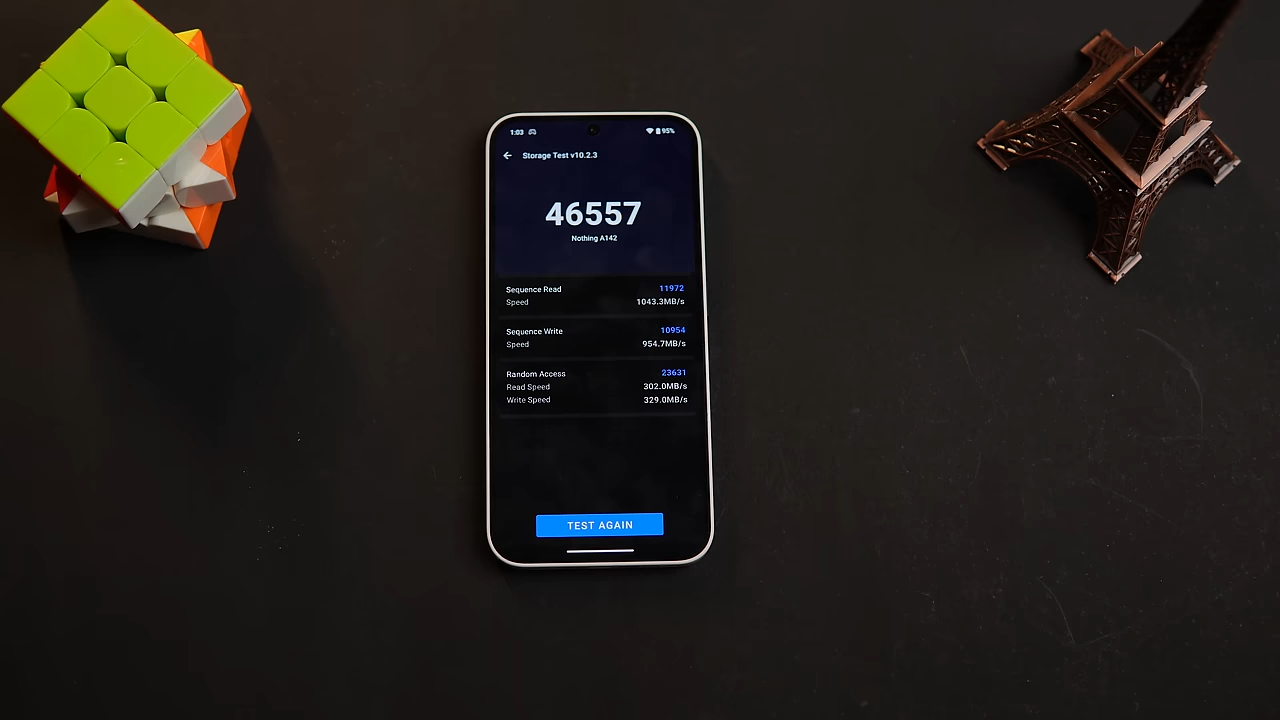 1:03 95%
Storage Test v10.2.3
46557
Nothing A142
Sequence Read 11972
Speed 1043.3MB/s
Sequence Write 10954
Speed 954.7MB/s
Random Access 23631
Read Speed 302.0MB/s
Write Speed 329.0MB/s
TEST AGAIN